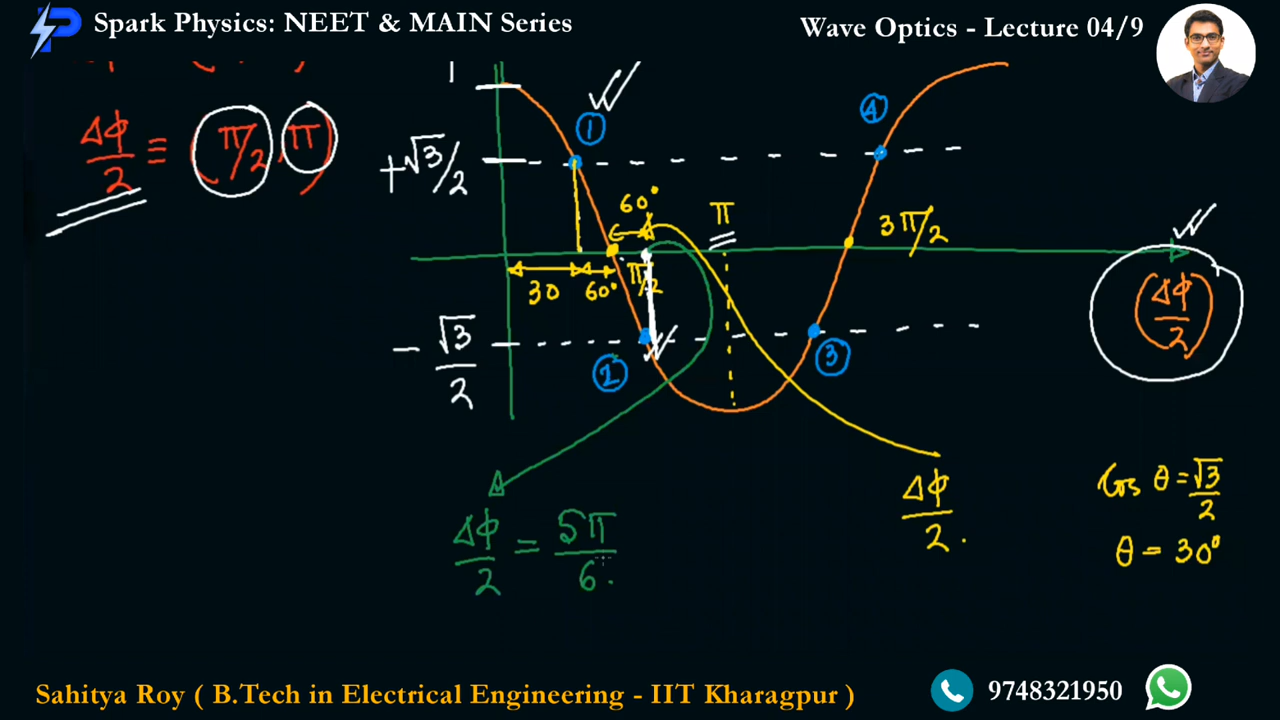 Spark Physics: NEET & MAIN Series
Wave Optics - Lecture 04/9
1
Δφ/2 ≡ (π/2, π)
+√3/2
①
④
60°
π
3π/2
30
60°
π/2
(Δφ/2)
-√3/2
②
③
Δφ/2 = 5π/6.
Δφ/2.
Cos θ = √3/2
θ = 30°
Sahitya Roy ( B.Tech in Electrical Engineering - IIT Kharagpur )
9748321950